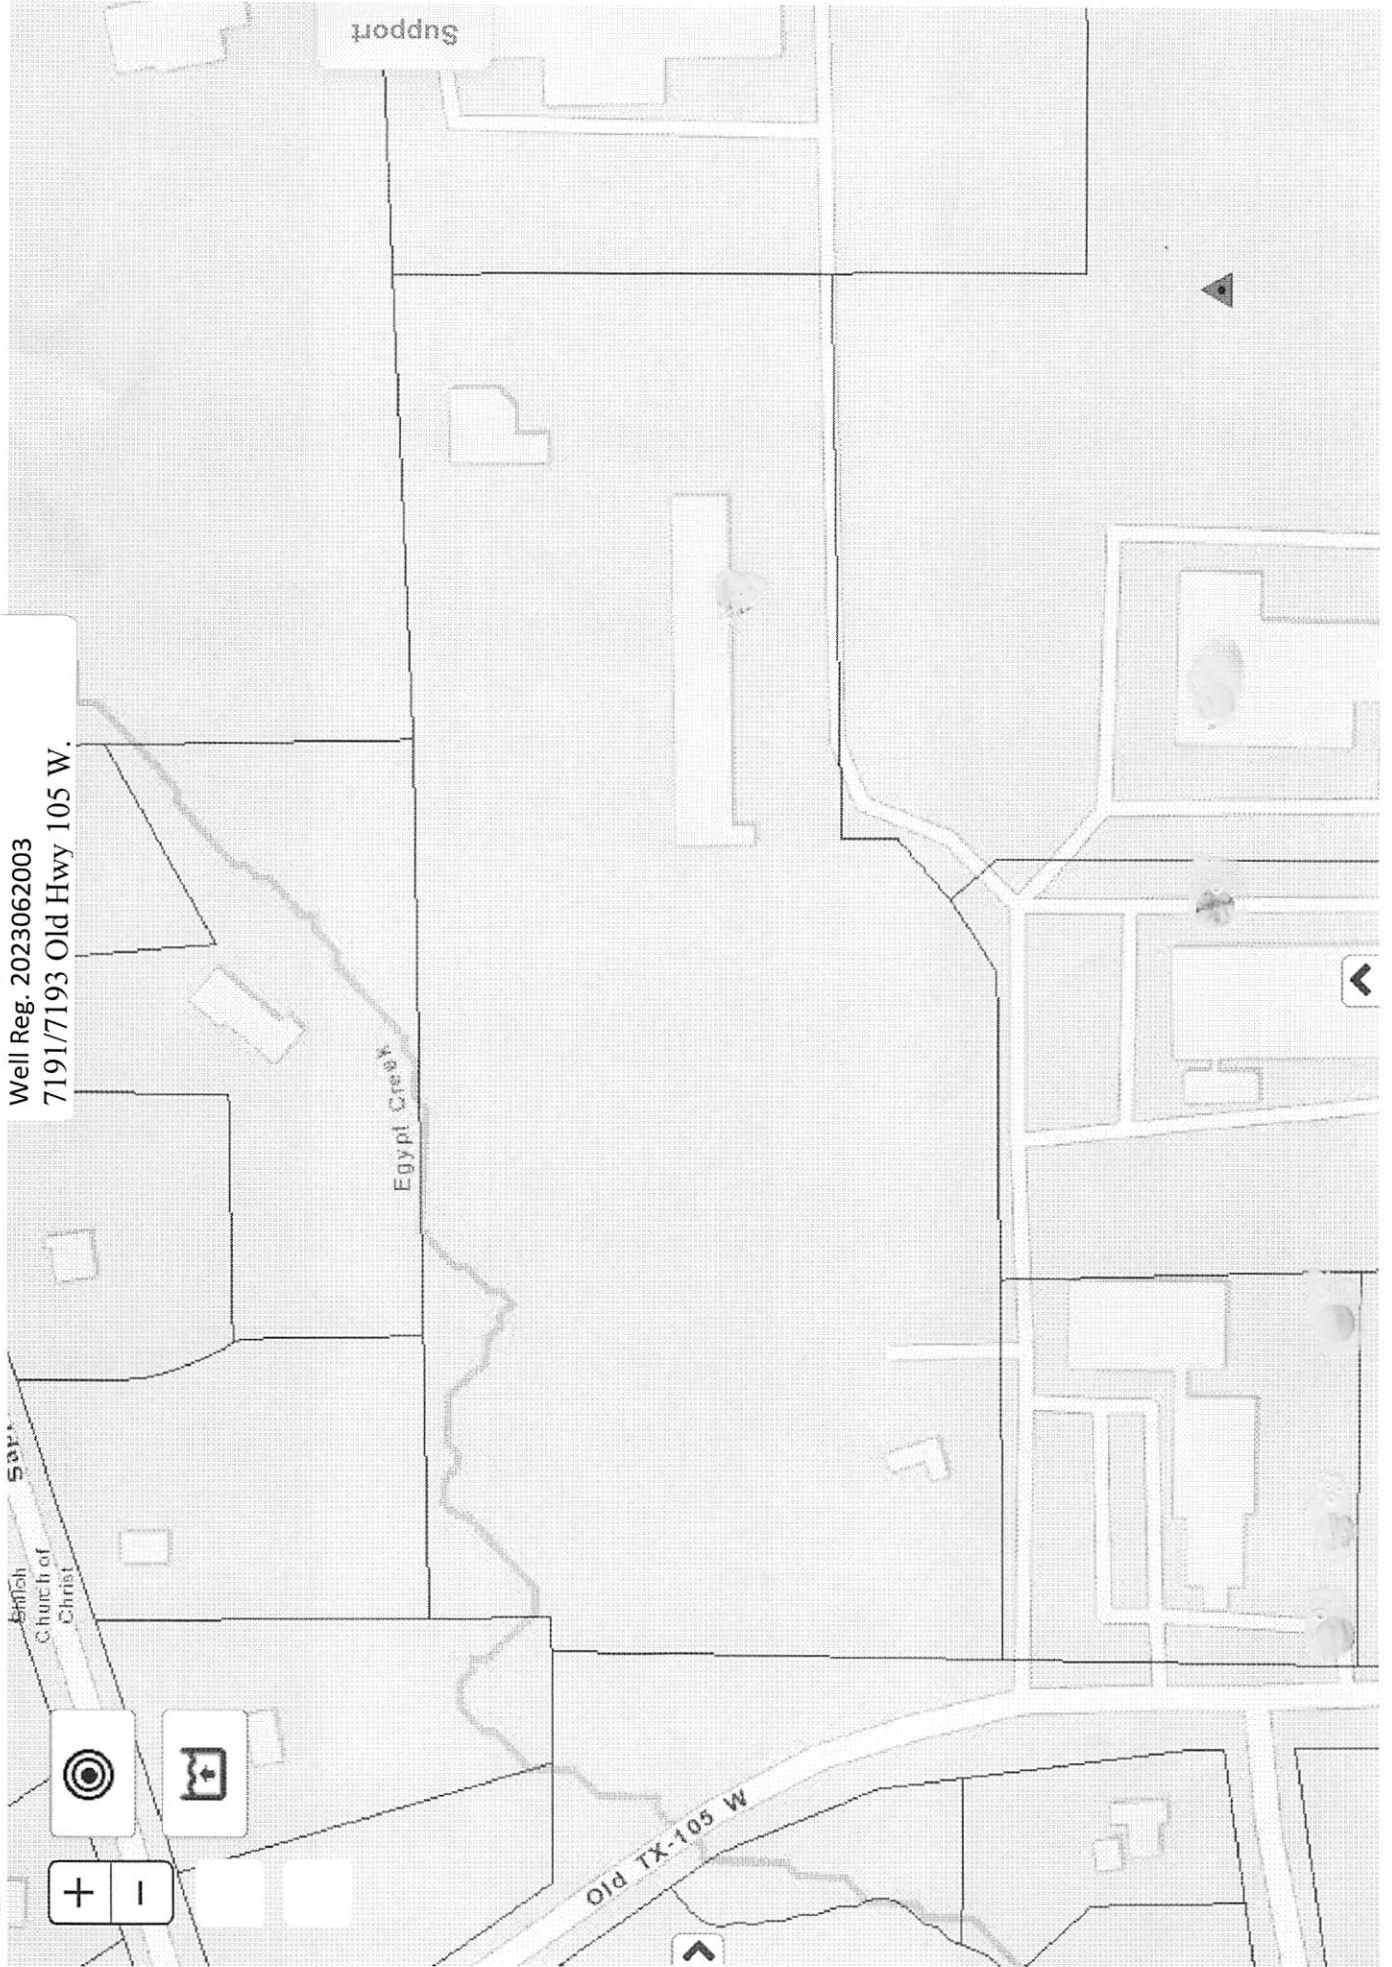 Well Reg. 2023062003
7191/7193 Old Hwy 105 W.
Support
Egypt Creek
Shiloh
Church of
Christ
Old TX-105 W
+
−